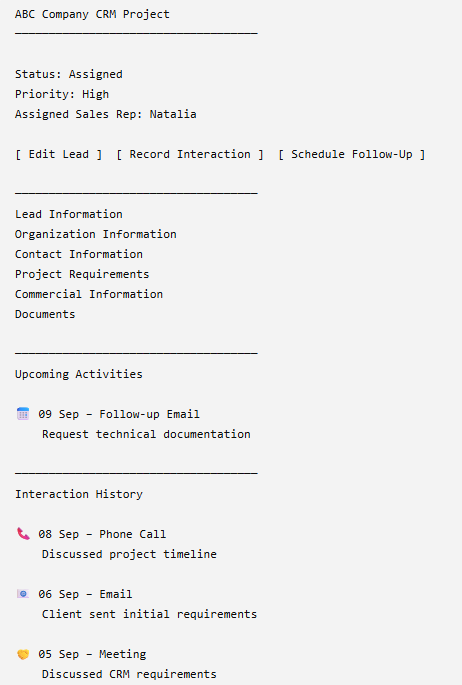 ABC Company CRM Project
Status: Assigned
Priority: High
Assigned Sales Rep: Natalia
[ Edit Lead ] [ Record Interaction ] [ Schedule Follow-Up ]
Lead Information
Organization Information
Contact Information
Project Requirements
Commercial Information
Documents
Upcoming Activities
09 Sep – Follow-up Email
Request technical documentation
Interaction History
08 Sep – Phone Call
Discussed project timeline
06 Sep – Email
Client sent initial requirements
05 Sep – Meeting
Discussed CRM requirements